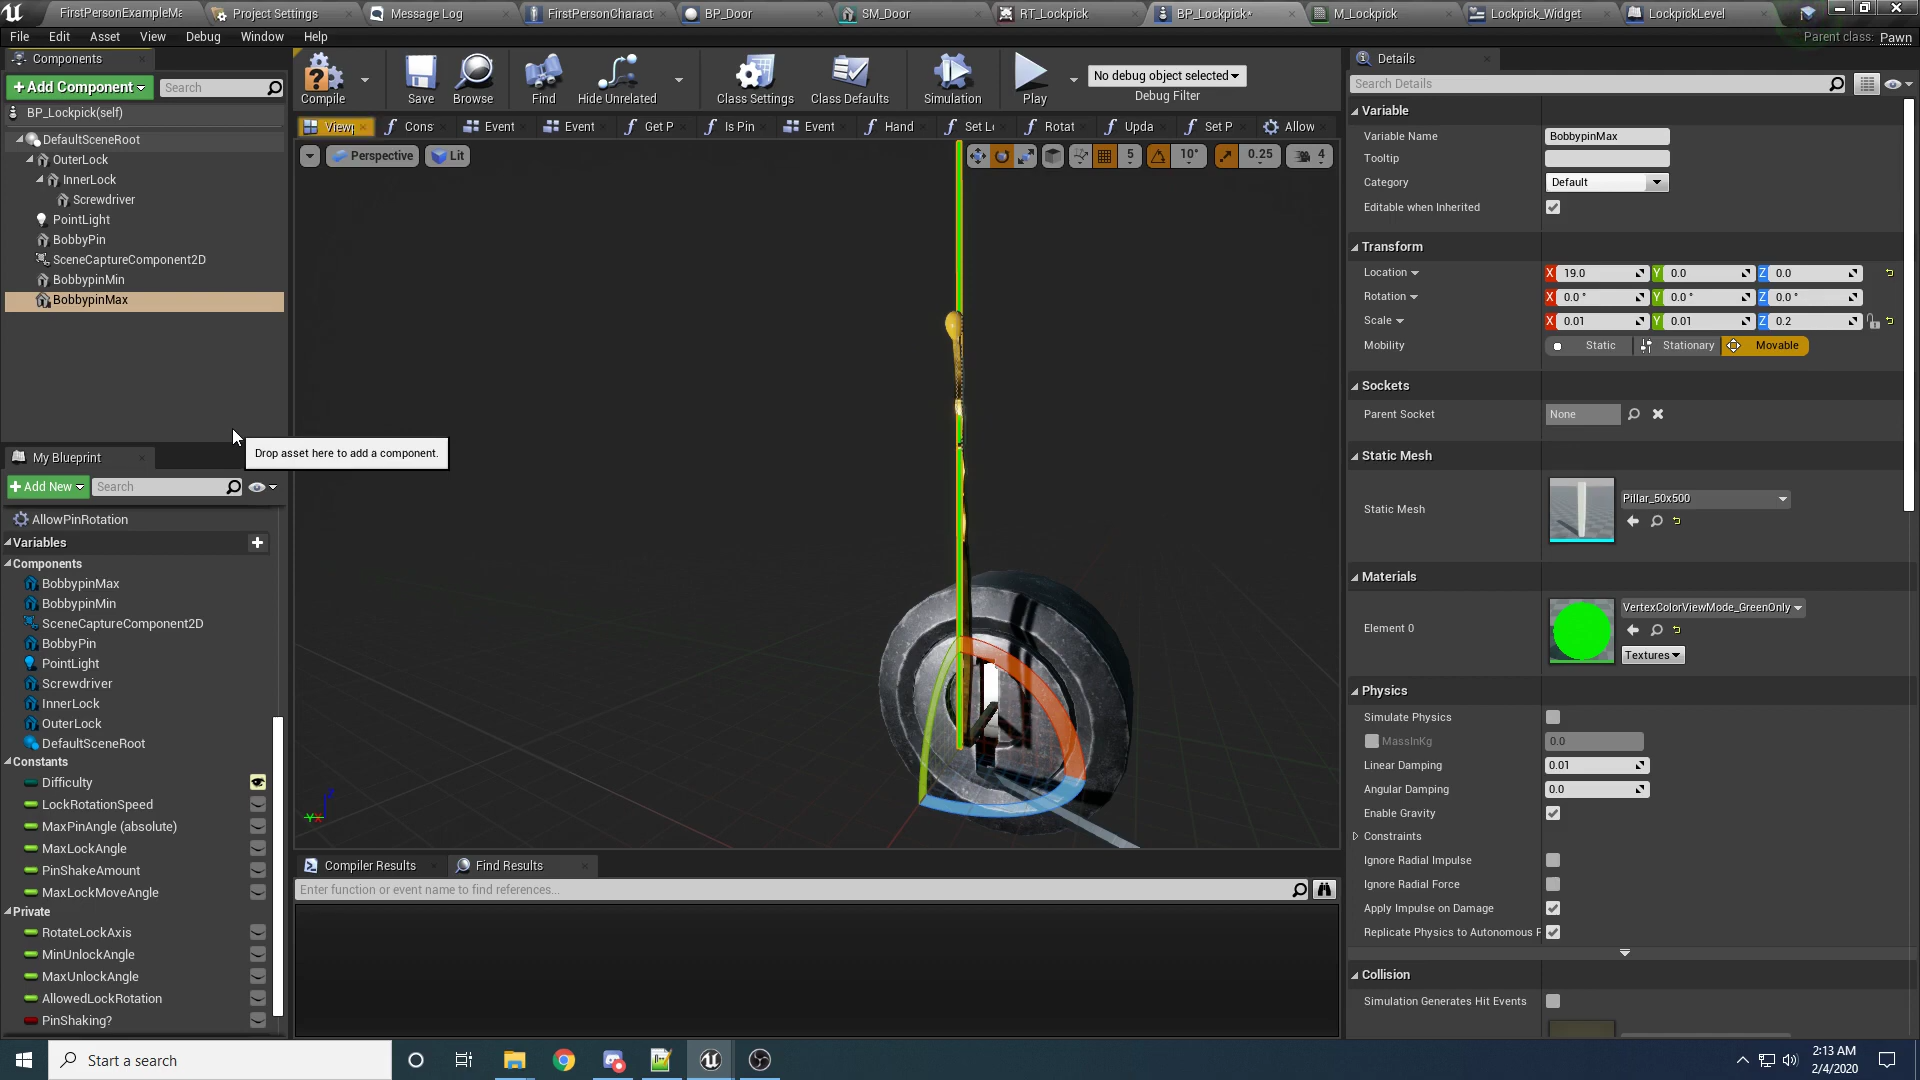 FirstPersonExampleMa
Project Settings
Message Log
FirstPersonCharact
BP_Door
SM_Door
RT_Lockpick
BP_Lockpick*
M_Lockpick
Lockpick_Widget
LockpickLevel
File
Edit
Asset
View
Debug
Window
Help
Parent class: Pawn
Components
+Add Component
Search
BP_Lockpick(self)
DefaultSceneRoot
OuterLock
InnerLock
Screwdriver
PointLight
BobbyPin
SceneCaptureComponent2D
BobbypinMin
BobbypinMax
Drop asset here to add a component.
My Blueprint
+Add New
Search
AllowPinRotation
Variables
Components
BobbypinMax
BobbypinMin
SceneCaptureComponent2D
BobbyPin
PointLight
Screwdriver
InnerLock
OuterLock
DefaultSceneRoot
Constants
Difficulty
LockRotationSpeed
MaxPinAngle (absolute)
MaxLockAngle
PinShakeAmount
MaxLockMoveAngle
Private
RotateLockAxis
MinUnlockAngle
MaxUnlockAngle
AllowedLockRotation
PinShaking?
Compile
Save
Browse
Find
Hide Unrelated
Class Settings
Class Defaults
Simulation
Play
No debug object selected
Debug Filter
View
Cons
Event
Event
Get P
Is Pin
Event
Hand
Set L
Rotat
Upda
Set P
Allow
Perspective
Lit
5
10°
0.25
4
Compiler Results
Find Results
Enter function or event name to find references...
Details
Search Details
Variable
Variable Name
BobbypinMax
Tooltip
Category
Default
Editable when Inherited
Transform
Location
X 19.0 Y 0.0 Z 0.0
Rotation
X 0.0 ° Y 0.0 ° Z 0.0 °
Scale
X 0.01 Y 0.01 Z 0.2
Mobility
Static
Stationary
Movable
Sockets
Parent Socket
None
Static Mesh
Static Mesh
Pillar_50x500
Materials
Element 0
VertexColorViewMode_GreenOnly
Textures
Physics
Simulate Physics
MassInKg
0.0
Linear Damping
0.01
Angular Damping
0.0
Enable Gravity
Constraints
Ignore Radial Impulse
Ignore Radial Force
Apply Impulse on Damage
Replicate Physics to Autonomous P
Collision
Simulation Generates Hit Events
Start a search
2:13 AM
2/4/2020